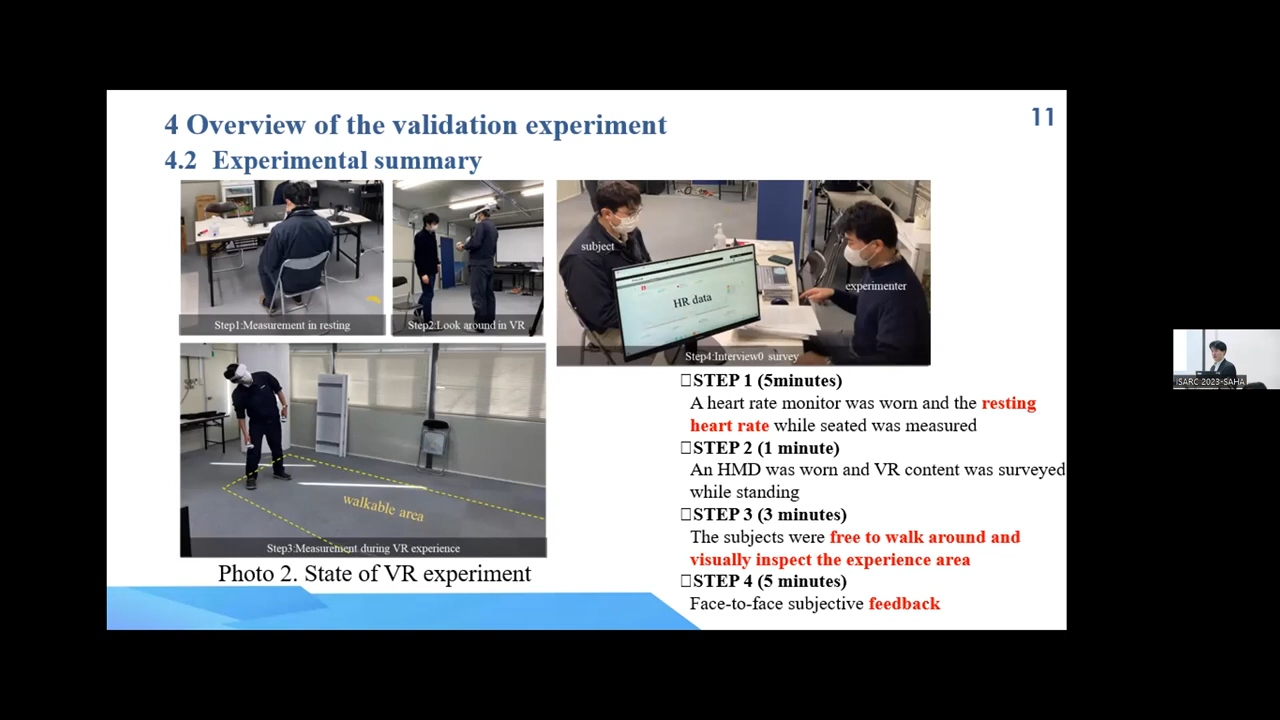 4 Overview of the validation experiment
11
4.2 Experimental summary
Step1:Measurement in resting
Step2:Look around in VR
subject
HR data
experimenter
Step4:Interview0 survey
walkable area
Step3:Measurement during VR experience
Photo 2. State of VR experiment
□STEP 1 (5minutes)
A heart rate monitor was worn and the resting
heart rate while seated was measured
□STEP 2 (1 minute)
An HMD was worn and VR content was surveyed
while standing
□STEP 3 (3 minutes)
The subjects were free to walk around and
visually inspect the experience area
□STEP 4 (5 minutes)
Face-to-face subjective feedback
ISARC 2023-SAHA